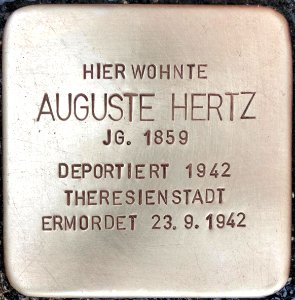 HIER WOHNTE
AUGUSTE HERTZ
JG. 1859
DEPORTIERT 1942
THERESIENSTADT
ERMORDET 23.9.1942